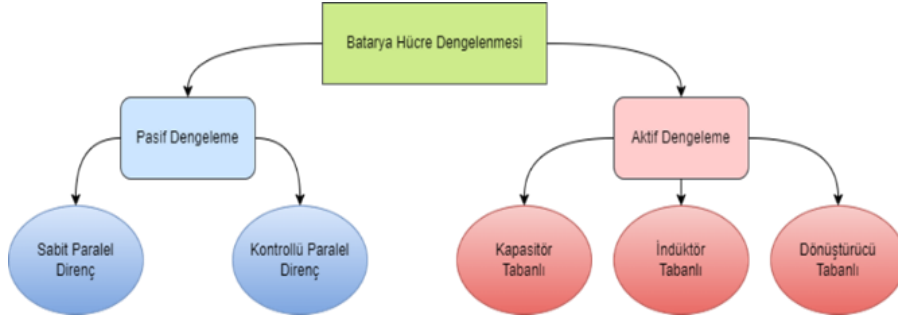 Batarya Hücre Dengelenmesi
Pasif Dengeleme
Aktif Dengeleme
Sabit Paralel
Direnç
Kontrollü Paralel
Direnç
Kapasitör
Tabanlı
İndüktör
Tabanlı
Dönüştürücü
Tabanlı